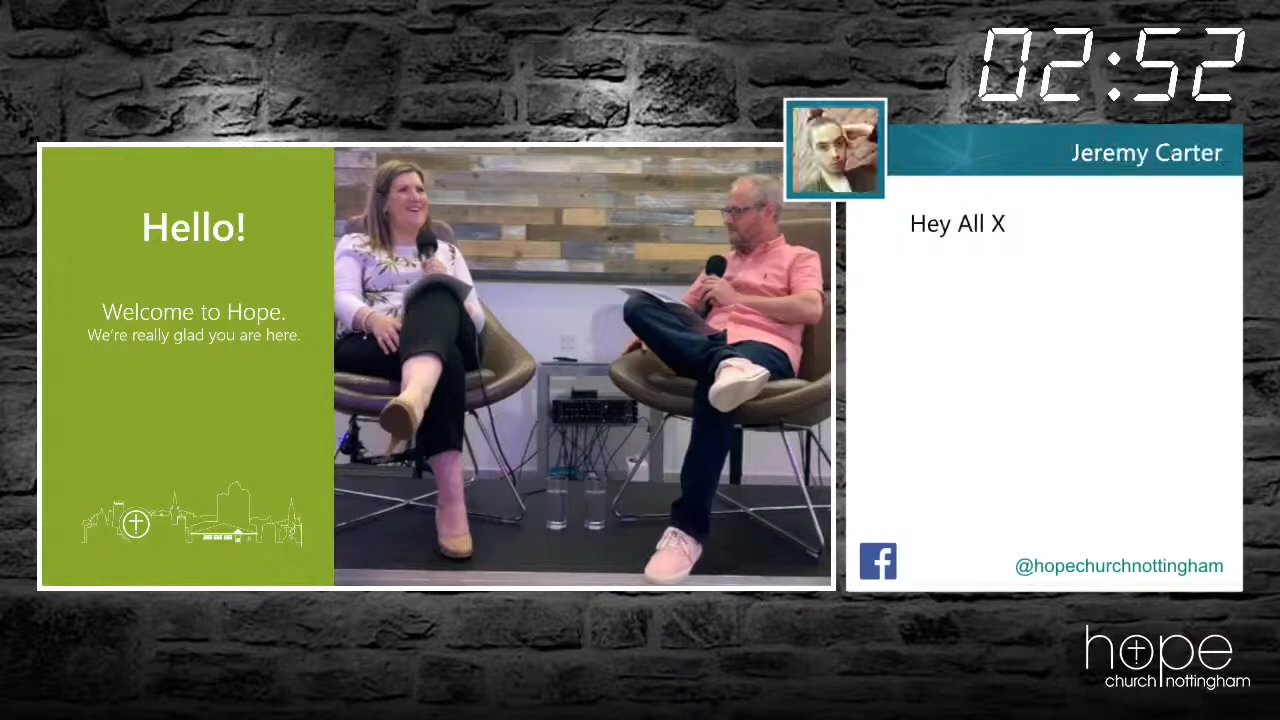 02:52
Jeremy Carter
Hello!
Welcome to Hope.
We're really glad you are here.
Hey All X
@hopechurchnottingham
hope
church nottingham